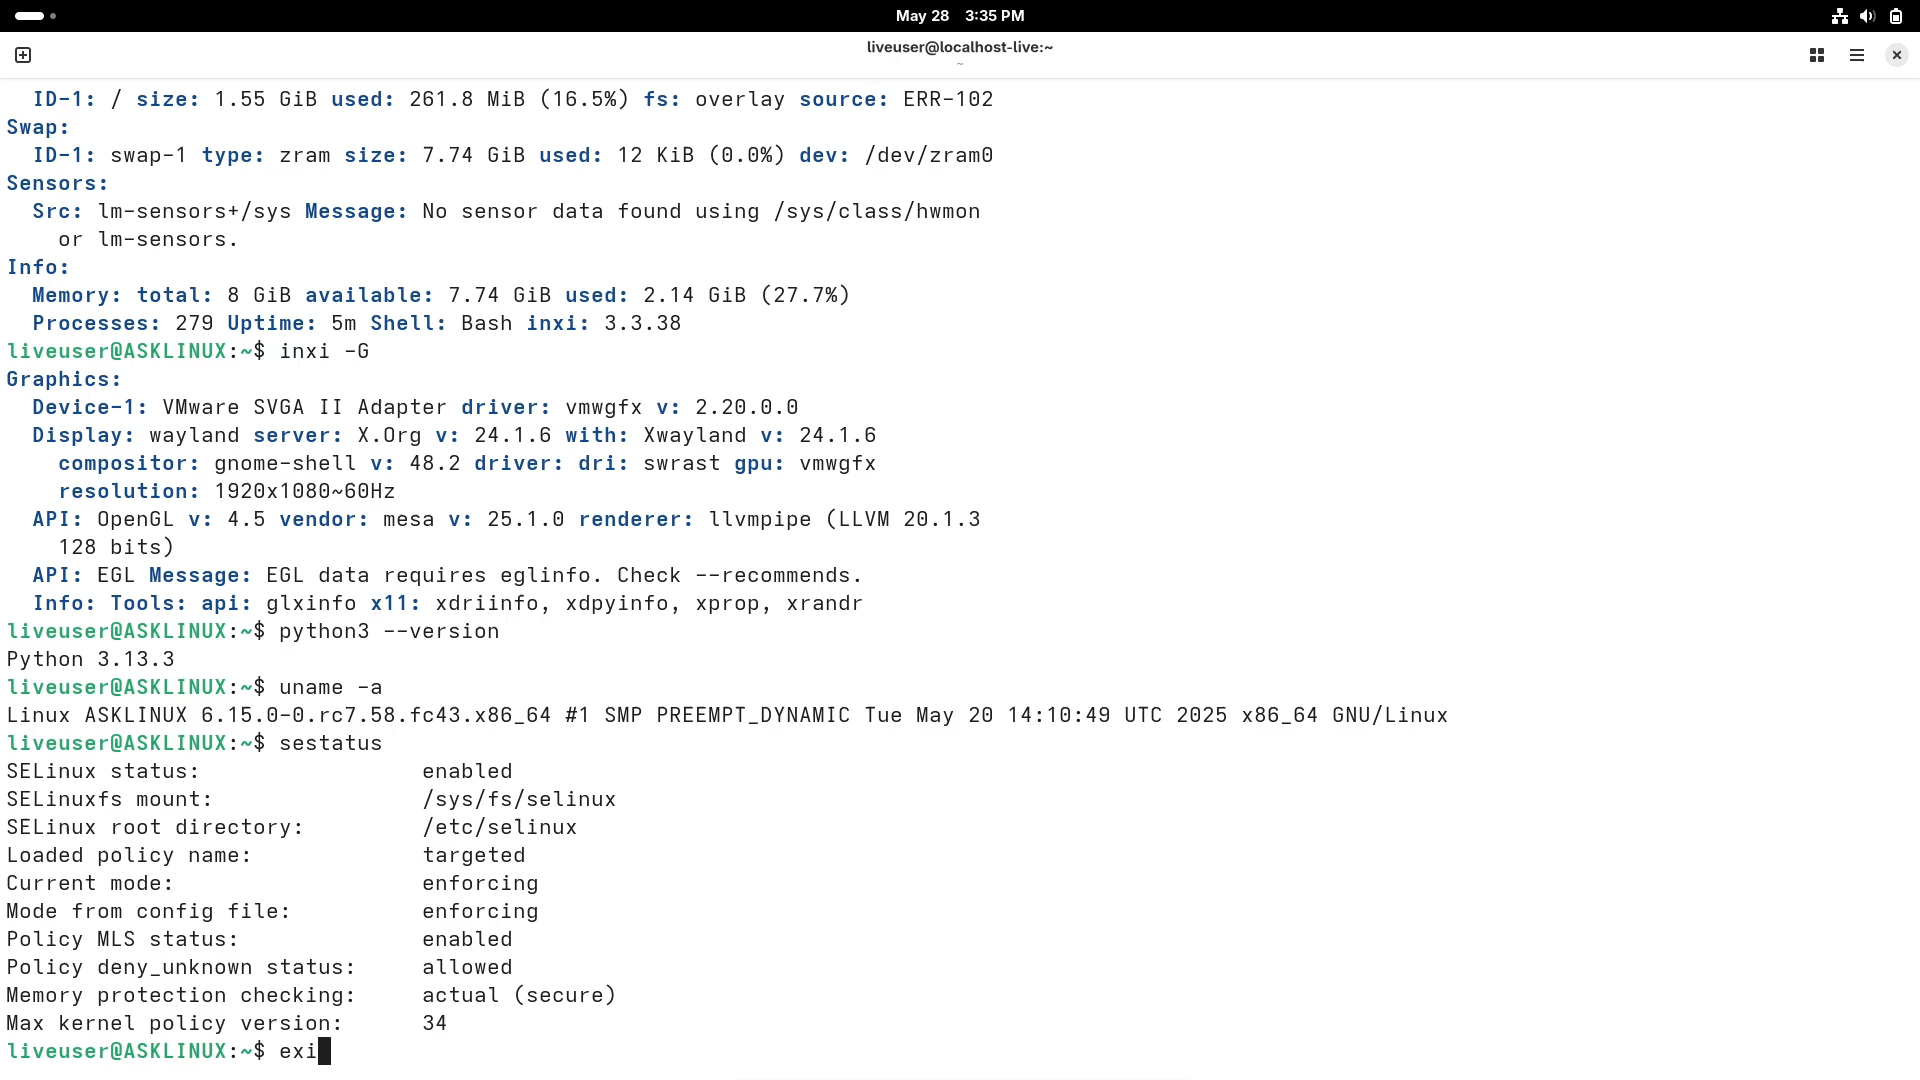 May 28 3:35 PM
liveuser@localhost-live:~
~
ID-1: / size: 1.55 GiB used: 261.8 MiB (16.5%) fs: overlay source: ERR-102
Swap:
ID-1: swap-1 type: zram size: 7.74 GiB used: 12 KiB (0.0%) dev: /dev/zram0
Sensors:
Src: lm-sensors+/sys Message: No sensor data found using /sys/class/hwmon
or lm-sensors.
Info:
Memory: total: 8 GiB available: 7.74 GiB used: 2.14 GiB (27.7%)
Processes: 279 Uptime: 5m Shell: Bash inxi: 3.3.38
liveuser@ASKLINUX:~$ inxi -G
Graphics:
Device-1: VMware SVGA II Adapter driver: vmwgfx v: 2.20.0.0
Display: wayland server: X.Org v: 24.1.6 with: Xwayland v: 24.1.6
compositor: gnome-shell v: 48.2 driver: dri: swrast gpu: vmwgfx
resolution: 1920x1080~60Hz
API: OpenGL v: 4.5 vendor: mesa v: 25.1.0 renderer: llvmpipe (LLVM 20.1.3
128 bits)
API: EGL Message: EGL data requires eglinfo. Check --recommends.
Info: Tools: api: glxinfo x11: xdriinfo, xdpyinfo, xprop, xrandr
liveuser@ASKLINUX:~$ python3 --version
Python 3.13.3
liveuser@ASKLINUX:~$ uname -a
Linux ASKLINUX 6.15.0-0.rc7.58.fc43.x86_64 #1 SMP PREEMPT_DYNAMIC Tue May 20 14:10:49 UTC 2025 x86_64 GNU/Linux
liveuser@ASKLINUX:~$ sestatus
SELinux status: enabled
SELinuxfs mount: /sys/fs/selinux
SELinux root directory: /etc/selinux
Loaded policy name: targeted
Current mode: enforcing
Mode from config file: enforcing
Policy MLS status: enabled
Policy deny_unknown status: allowed
Memory protection checking: actual (secure)
Max kernel policy version: 34
liveuser@ASKLINUX:~$ exi